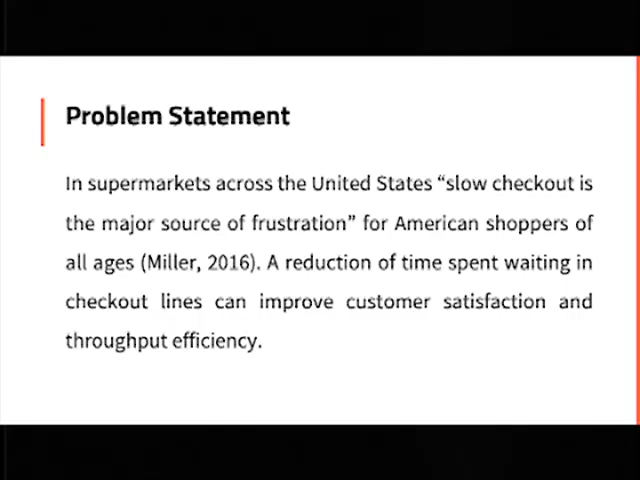 Problem Statement
In supermarkets across the United States “slow checkout is
the major source of frustration” for American shoppers of
all ages (Miller, 2016). A reduction of time spent waiting in
checkout lines can improve customer satisfaction and
throughput efficiency.